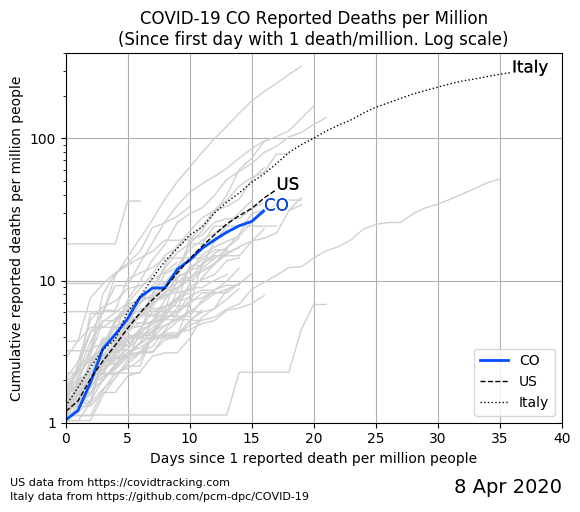 COVID-19 CO Reported Deaths per Million
(Since first day with 1 death/million. Log scale)
Cumulative reported deaths per million people
100
10
1
Italy
US
CO
CO
US
Italy
0 5 10 15 20 25 30 35 40
Days since 1 reported death per million people
US data from https://covidtracking.com
Italy data from https://github.com/pcm-dpc/COVID-19
8 Apr 2020